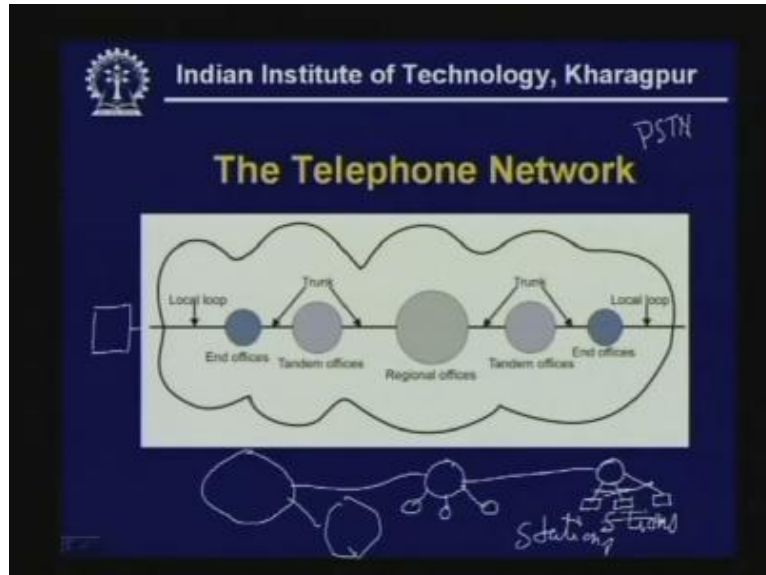 Indian Institute of Technology, Kharagpur
PSTN
The Telephone Network
Trunk Trunk
Local loop Local loop
End offices Tandem offices Regional offices Tandem offices End offices
Stations